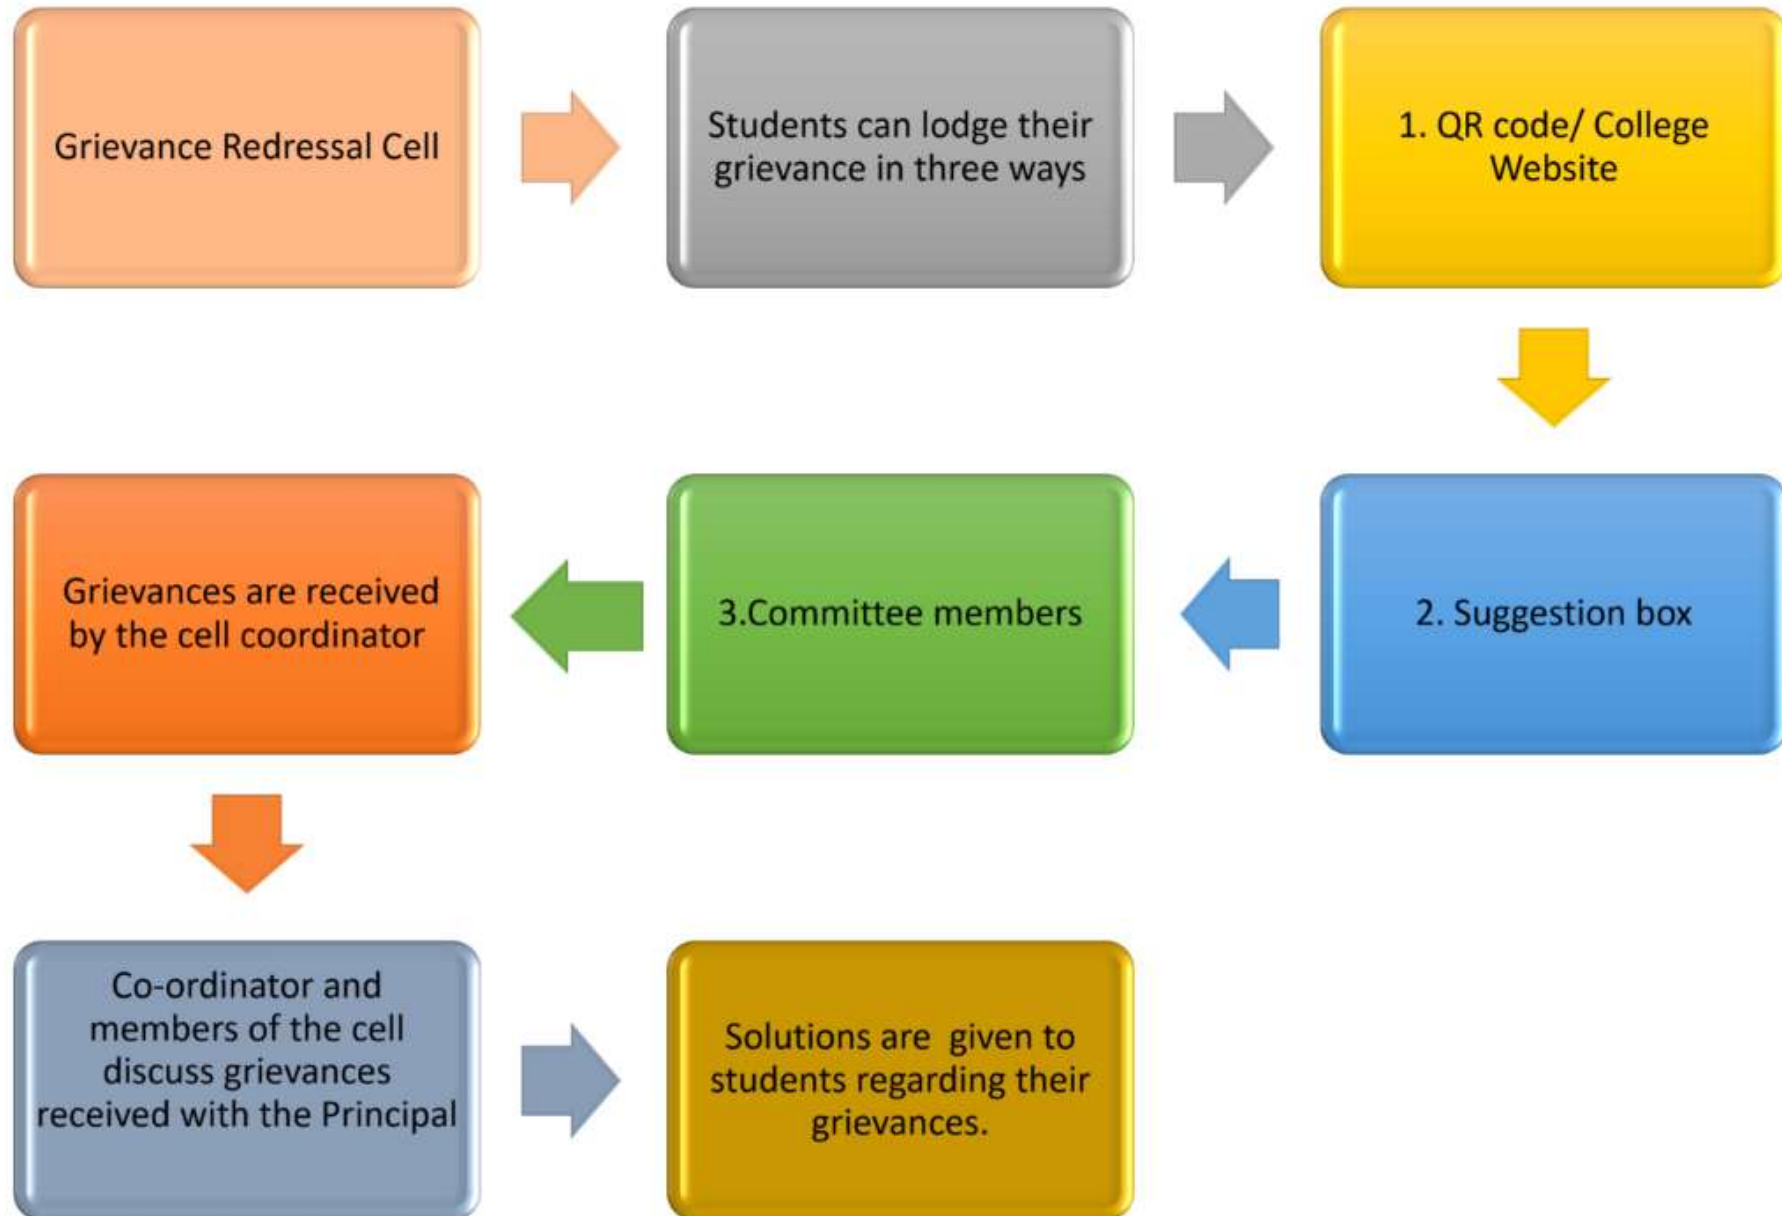 Grievance Redressal Cell
Students can lodge their
grievance in three ways
1. QR code/ College
Website
2. Suggestion box
3.Committee members
Grievances are received
by the cell coordinator
Co-ordinator and
members of the cell
discuss grievances
received with the Principal
Solutions are  given to
students regarding their
grievances.